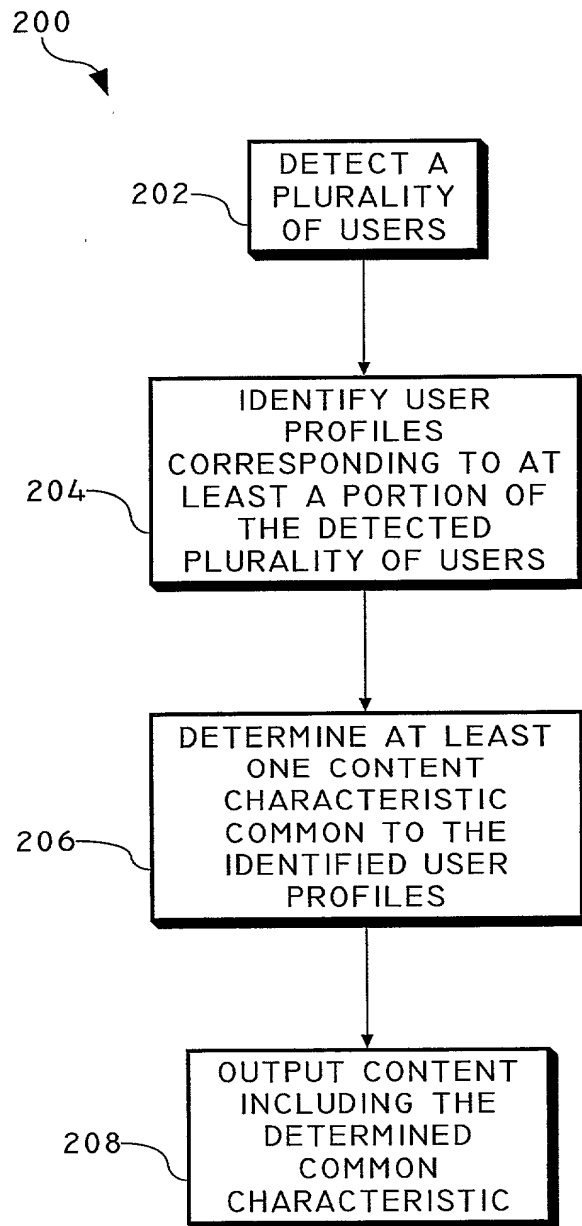 200
DETECT A
PLURALITY
OF USERS
202
IDENTIFY USER
PROFILES
CORRESPONDING TO AT
LEAST A PORTION OF
THE DETECTED
PLURALITY OF USERS
204
DETERMINE AT LEAST
ONE CONTENT
CHARACTERISTIC
COMMON TO THE
IDENTIFIED USER
PROFILES
206
OUTPUT CONTENT
INCLUDING THE
DETERMINED
COMMON
CHARACTERISTIC
208